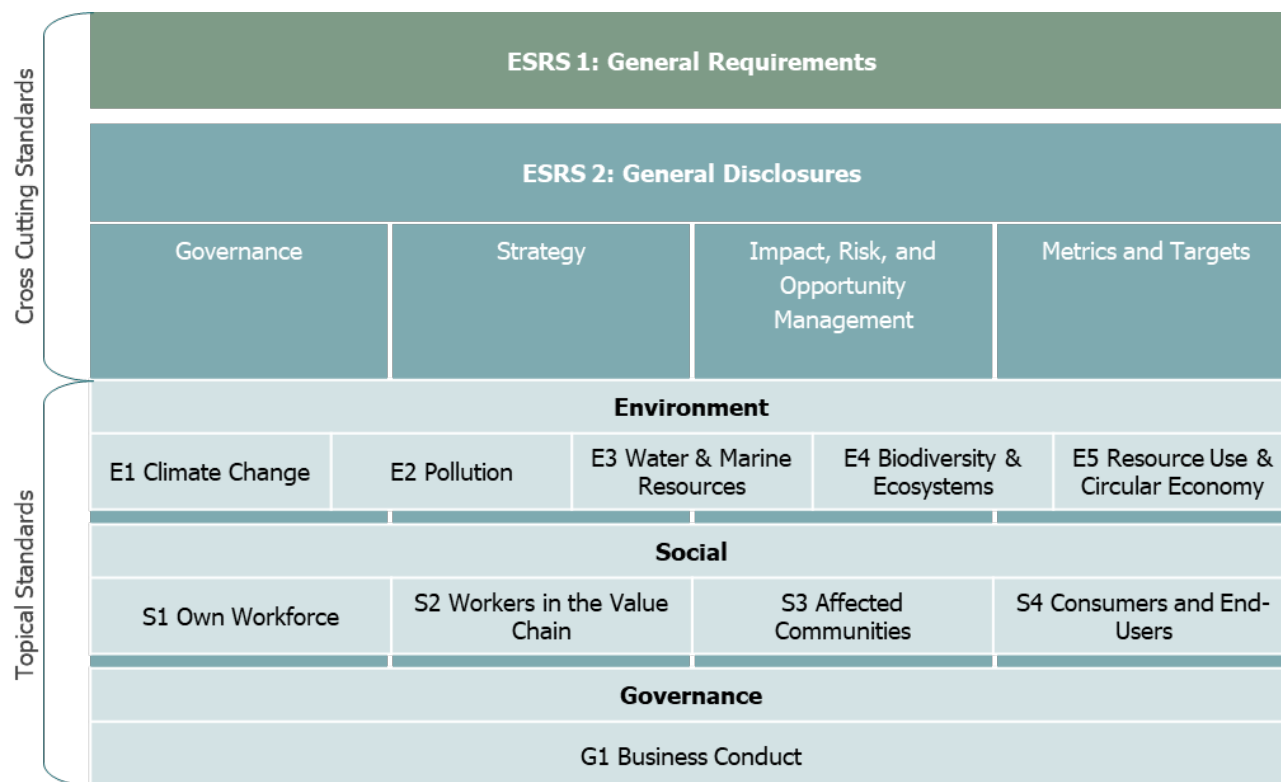 Cross Cutting Standards
ESRS 1: General Requirements
ESRS 2: General Disclosures
Governance
Strategy
Impact, Risk, and
Opportunity
Management
Metrics and Targets
Topical Standards
Environment
E1 Climate Change
E2 Pollution
E3 Water & Marine
Resources
E4 Biodiversity &
Ecosystems
E5 Resource Use &
Circular Economy
Social
S1 Own Workforce
S2 Workers in the Value
Chain
S3 Affected
Communities
S4 Consumers and End-
Users
Governance
G1 Business Conduct